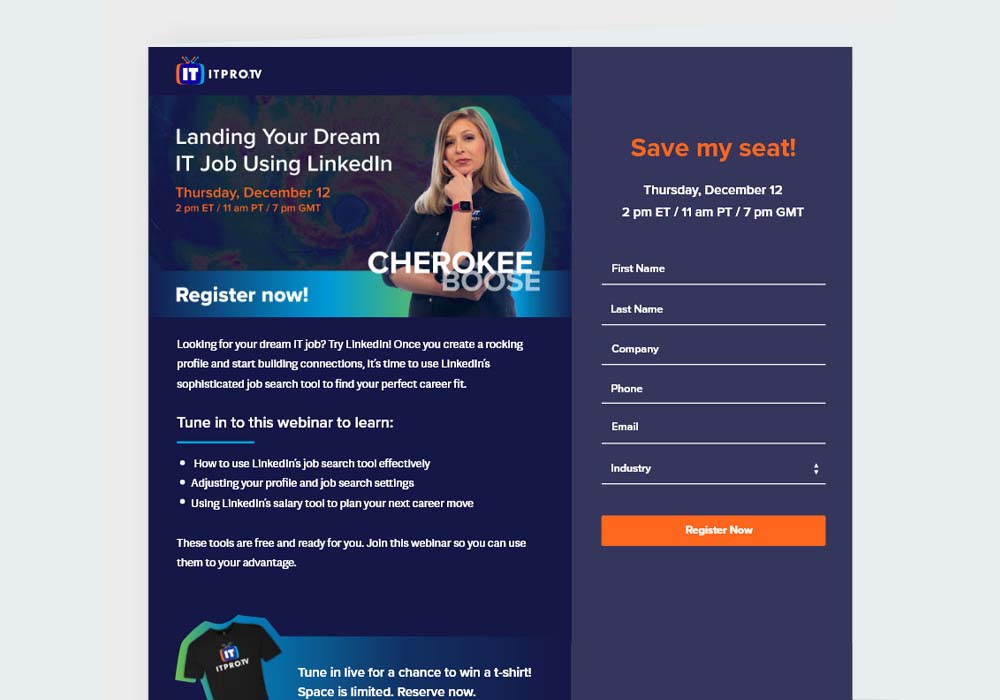 IT ITPRO.TV
Landing Your Dream
IT Job Using LinkedIn
Thursday, December 12
2 pm ET / 11 am PT / 7 pm GMT
IT
CHEROKEE
BOOSE
Register now!
Looking for your dream IT job? Try LinkedIn! Once you create a rocking
profile and start building connections, it's time to use LinkedIn's
sophisticated job search tool to find your perfect career fit.
Tune in to this webinar to learn:
How to use LinkedIn's job search tool effectively
Adjusting your profile and job search settings
Using LinkedIn's salary tool to plan your next career move
These tools are free and ready for you. Join this webinar so you can use
them to your advantage.
IT
ITPRO.TV
Tune in live for a chance to win a t-shirt!
Space is limited. Reserve now.
Save my seat!
Thursday, December 12
2 pm ET / 11 am PT / 7 pm GMT
First Name
Last Name
Company
Phone
Email
Industry
Register Now